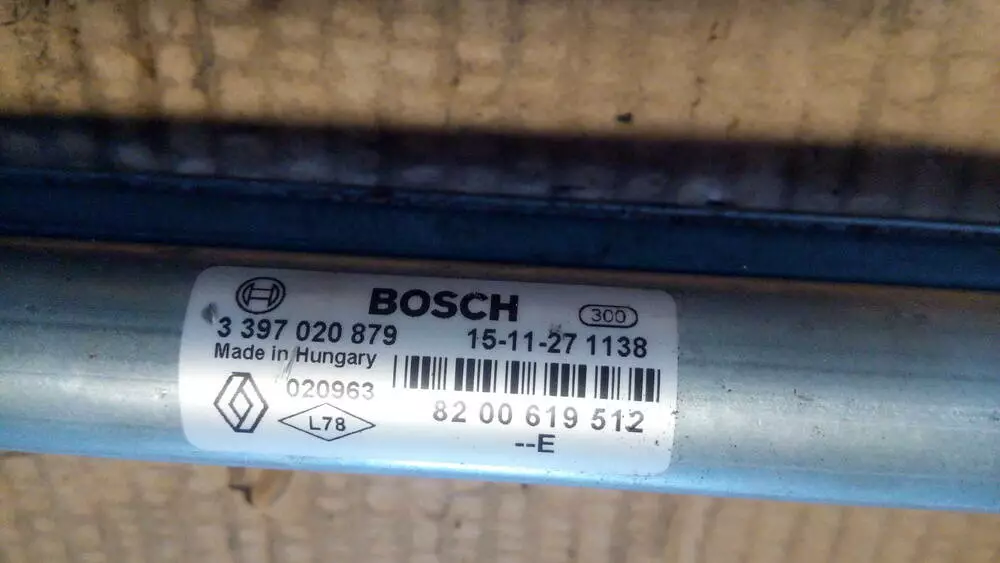 BOSCH
300
3 397 020 879
15-11-27 1138
Made in Hungary
020963
L78
82 00 619 512
--E